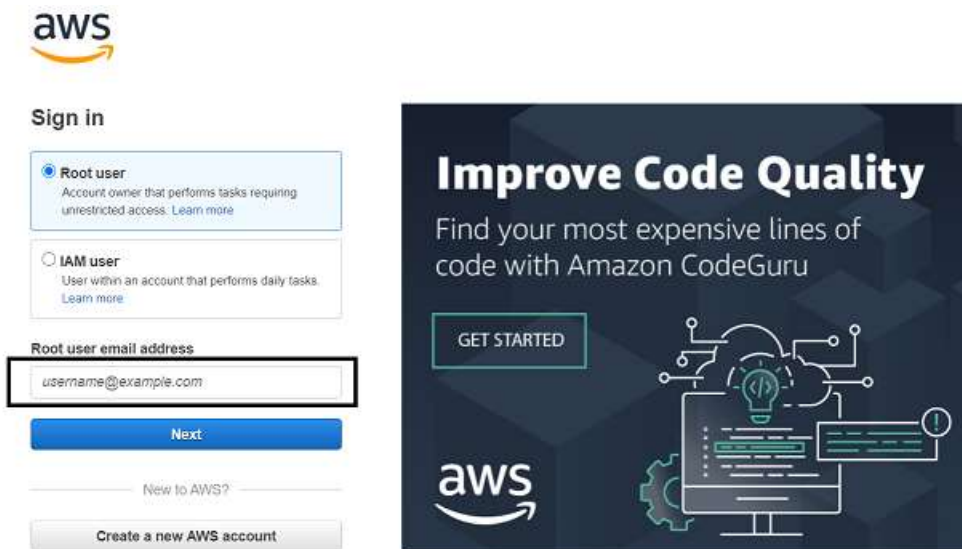 aws
Sign in
Root user
Account owner that performs tasks requiring
unrestricted access. Learn more
IAM user
User within an account that performs daily tasks.
Learn more
Root user email address
username@example.com
Next
New to AWS?
Create a new AWS account
Improve Code Quality
Find your most expensive lines of
code with Amazon CodeGuru
GET STARTED
aws